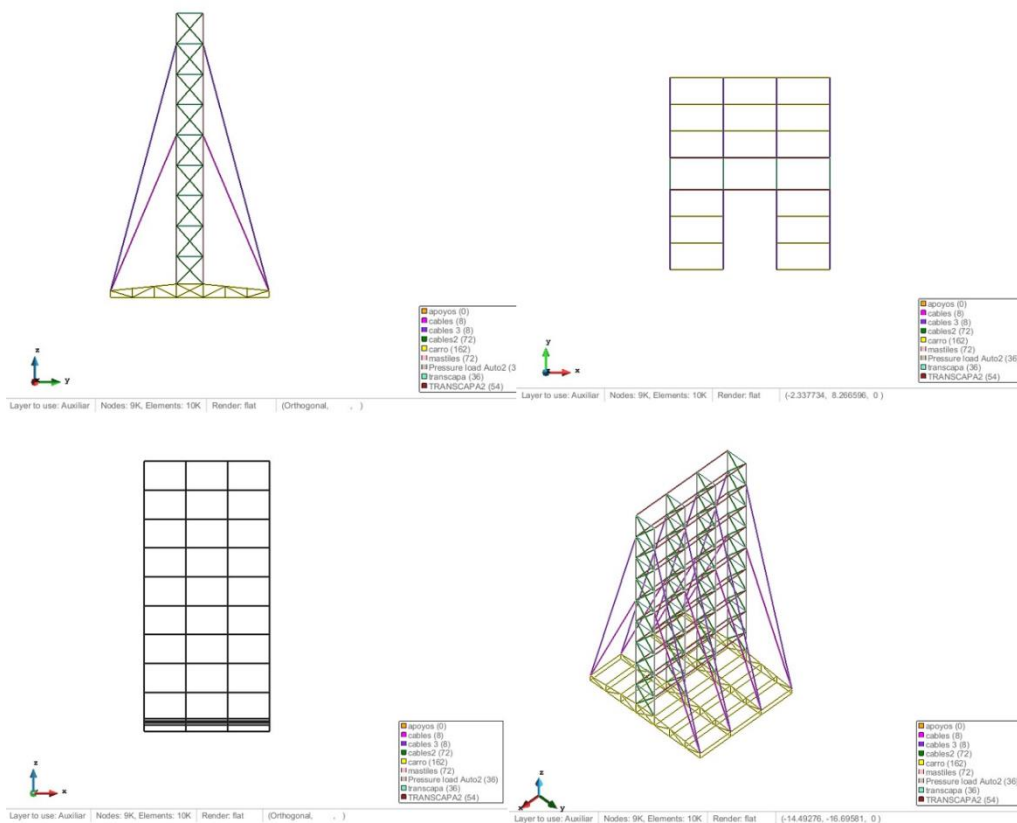 apoyos (0)
cables (8)
cables 3 (8)
cables2 (72)
carro (162)
mastiles (72)
Pressure load Auto2 (3
transcapa (36)
TRANSCAPA2 (54)
z
x
y
Layer to use: Auxiliar Nodes: 9K, Elements: 10K Render: flat (Orthogonal, , )
apoyos (0)
cables (8)
cables 3 (8)
cables2 (72)
carro (162)
mastiles (72)
Pressure load Auto2 (36)
transcapa (36)
TRANSCAPA2 (54)
y
z
x
Layer to use: Auxiliar Nodes: 9K, Elements: 10K Render: flat (-2.337734, 8.266596, 0 )
apoyos (0)
cables (8)
cables 3 (8)
cables2 (72)
carro (162)
mastiles (72)
Pressure load Auto2 (36)
transcapa (36)
TRANSCAPA2 (54)
z
y
x
Layer to use: Auxiliar Nodes: 9K, Elements: 10K Render: flat (Orthogonal, , )
apoyos (0)
cables (8)
cables 3 (8)
cables2 (72)
carro (162)
mastiles (72)
Pressure load Auto2 (36)
transcapa (36)
TRANSCAPA2 (54)
z
x
y
Layer to use: Auxiliar Nodes: 9K, Elements: 10K Render: flat (-14.49276, -16.69581, 0 )